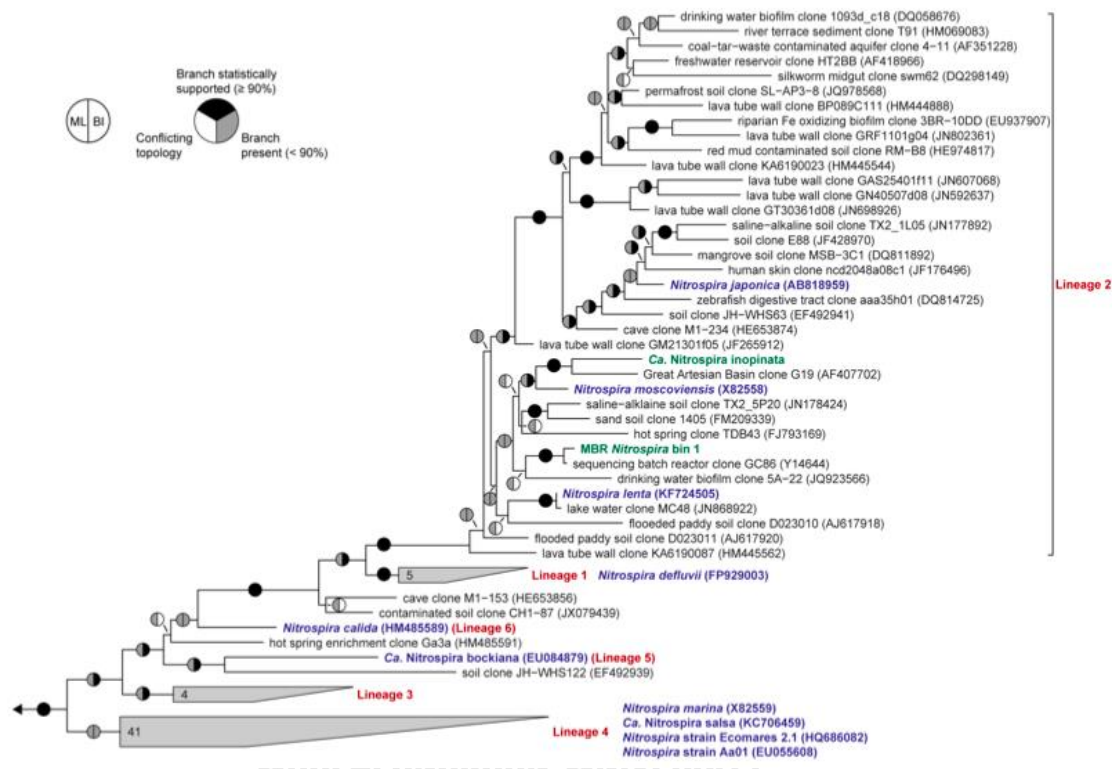 drinking water biofilm clone 1093d_c18 (DQ058676)
river terrace sediment clone T91 (HM069083)
coal-tar-waste contaminated aquifer clone 4-11 (AF351228)
freshwater reservoir clone HT2BB (AF418966)
silkworm midgut clone swm62 (DQ298149)
permafrost soil clone SL-AP3-8 (JQ978568)
lava tube wall clone BP089C111 (HM444888)
riparian Fe oxidizing biofilm clone 3BR-10DD (EU937907)
lava tube wall clone GRF1101g04 (JN802361)
red mud contaminated soil clone RM-B8 (HE974817)
lava tube wall clone KA6190023 (HM445544)
lava tube wall clone GAS25401f11 (JN607068)
lava tube wall clone GN40507d08 (JN592637)
lava tube wall clone GT30361d08 (JN698926)
saline-alkaline soil clone TX2_1L05 (JN177892)
soil clone E88 (JF428970)
mangrove soil clone MSB-3C1 (DQ811892)
human skin clone ncd2048a08c1 (JF176496)
Nitrospira japonica (AB818959)
zebrafish digestive tract clone aaa35h01 (DQ814725)
soil clone JH-WHS63 (EF492941)
cave clone M1-234 (HE653874)
lava tube wall clone GM21301f05 (JF265912)
Ca. Nitrospira inopinata
Great Artesian Basin clone G19 (AF407702)
Nitrospira moscoviensis (X82558)
saline-alklaine soil clone TX2_5P20 (JN178424)
sand soil clone 1405 (FM209339)
hot spring clone TDB43 (FJ793169)
MBR Nitrospira bin 1
sequencing batch reactor clone GC86 (Y14644)
drinking water biofilm clone 5A-22 (JQ923566)
Nitrospira lenta (KF724505)
lake water clone MC48 (JN868922)
flooeded paddy soil clone D023010 (AJ617918)
flooded paddy soil clone D023011 (AJ617920)
lava tube wall clone KA6190087 (HM445562)
Lineage 2
Branch statistically
supported (≥ 90%)
ML BI
Conflicting
topology
Branch
present (< 90%)
5 Lineage 1 Nitrospira defluvii (FP929003)
cave clone M1-153 (HE653856)
contaminated soil clone CH1-87 (JX079439)
Nitrospira calida (HM485589) (Lineage 6)
hot spring enrichment clone Ga3a (HM485591)
Ca. Nitrospira bockiana (EU084879) (Lineage 5)
soil clone JH-WHS122 (EF492939)
4 Lineage 3
41 Lineage 4
Nitrospira marina (X82559)
Ca. Nitrospira salsa (KC706459)
Nitrospira strain Ecomares 2.1 (HQ686082)
Nitrospira strain Aa01 (EU055608)